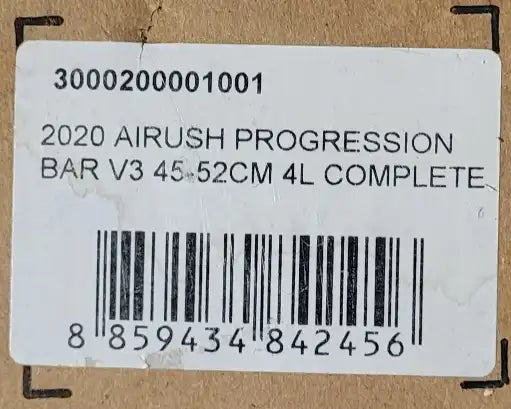 3000200001001
2020 AIRUSH PROGRESSION
BAR V3 45-52CM 4L COMPLETE
8 859434 842456